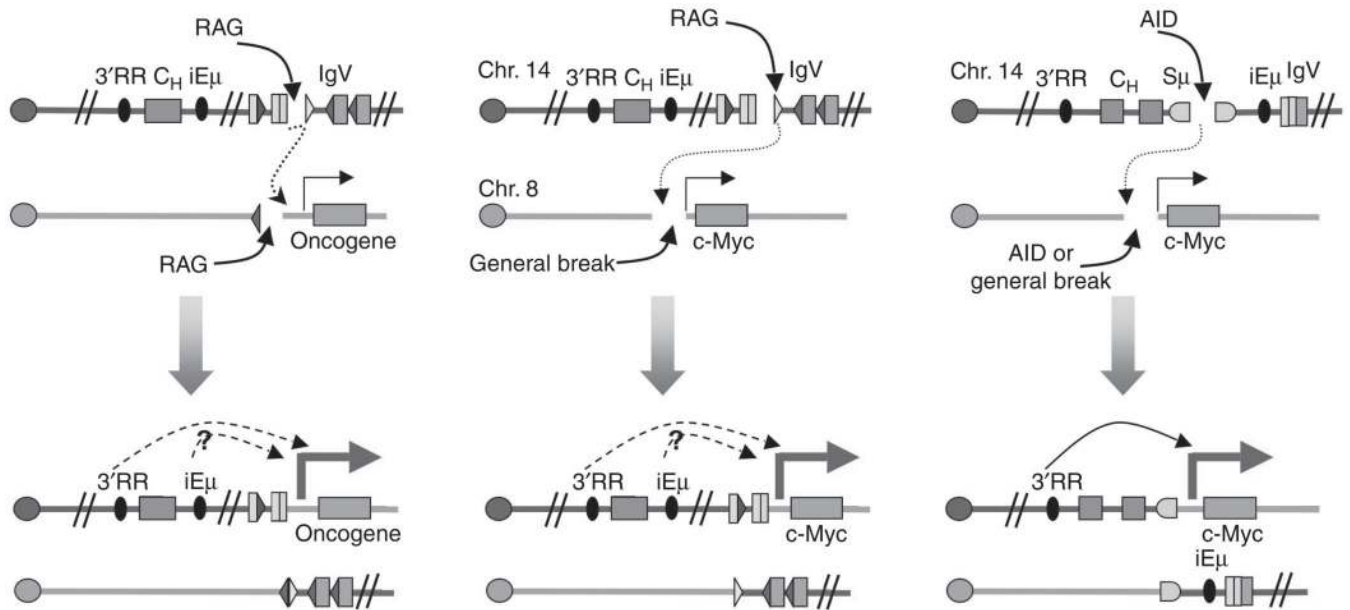 RAG
3′RR C_H iEμ
IgV
Oncogene
RAG
?
3′RR
iEμ
Oncogene
RAG
Chr. 14
3′RR C_H iEμ
IgV
Chr. 8
c-Myc
General break
?
3′RR
iEμ
c-Myc
AID
Chr. 14
3′RR
C_H
Sμ
iEμ
IgV
c-Myc
AID or
general break
3′RR
c-Myc
iEμ